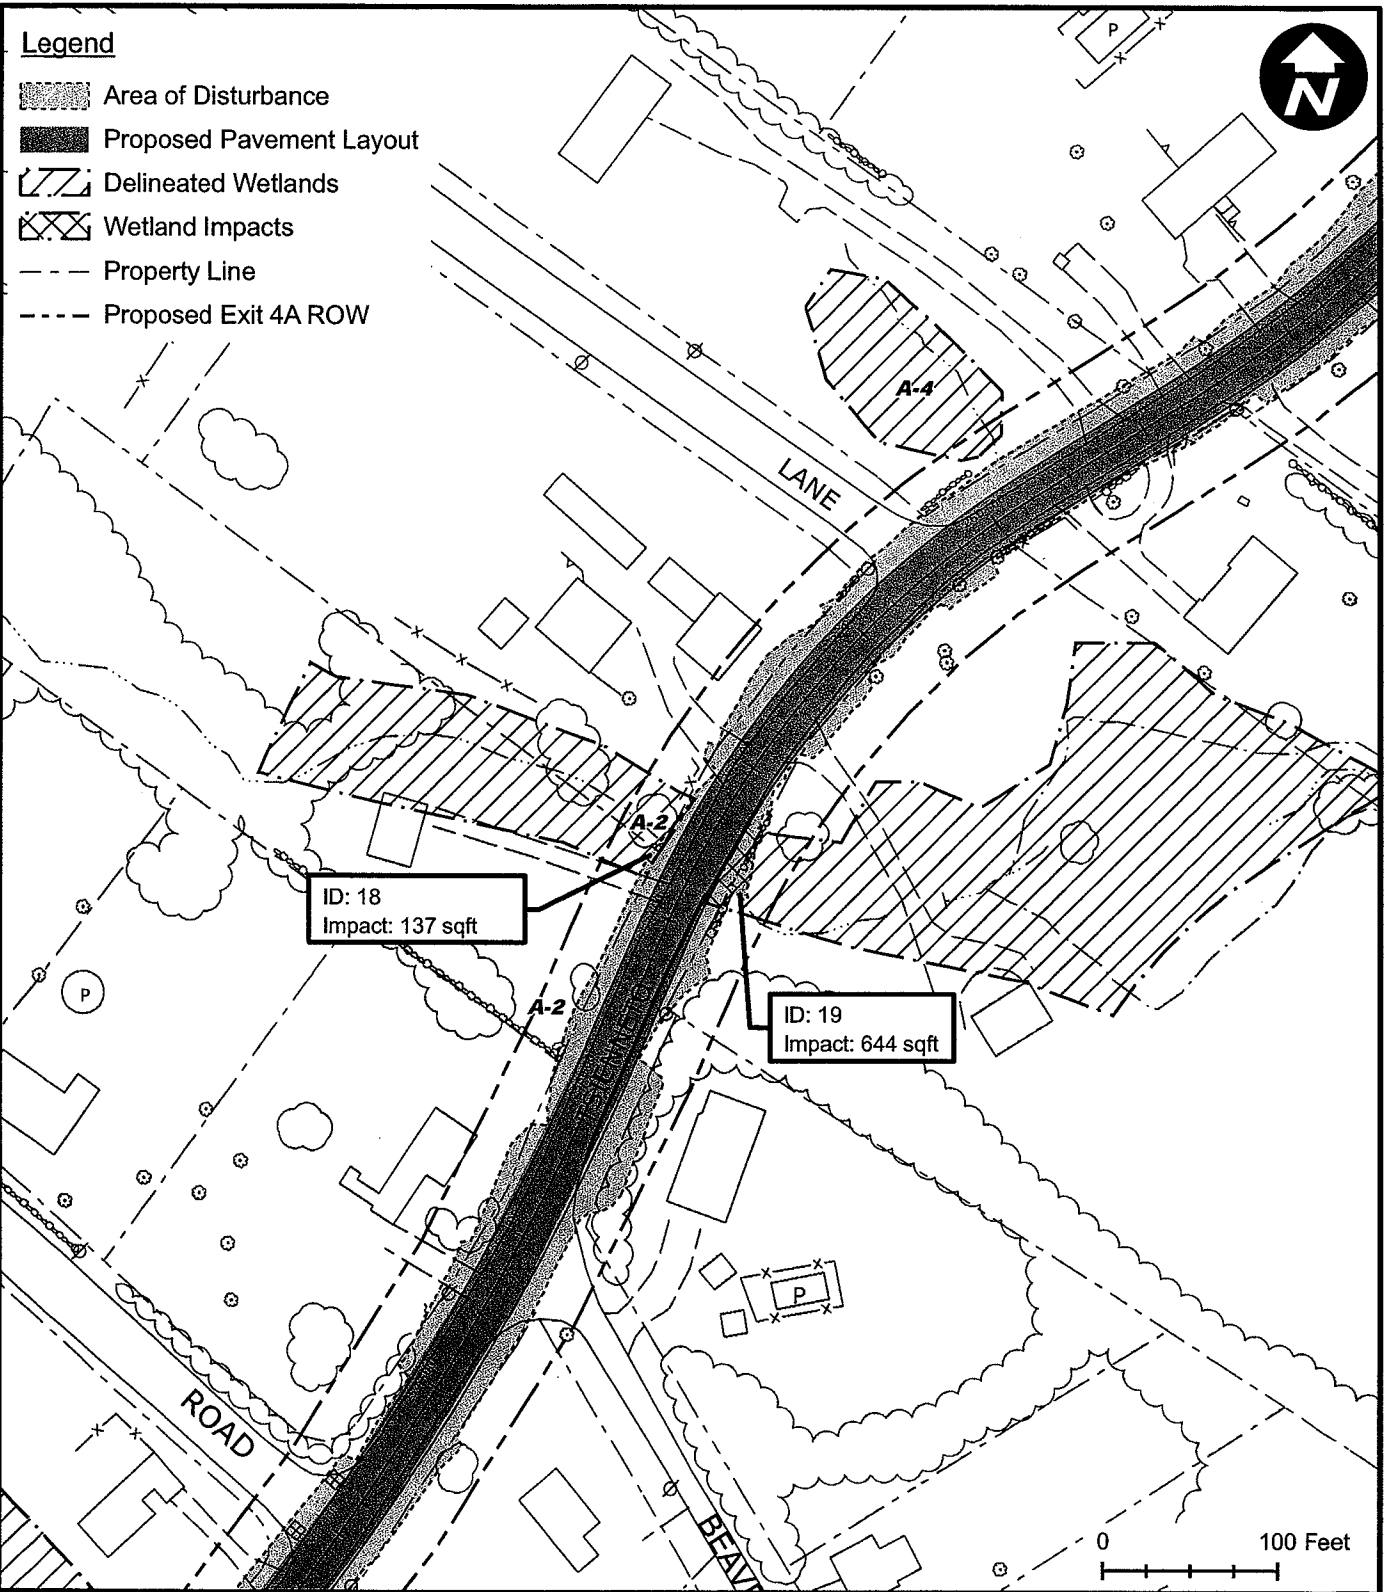 Legend
Area of Disturbance
Proposed Pavement Layout
Delineated Wetlands
Wetland Impacts
Property Line
Proposed Exit 4A ROW
N
P
A-4
LANE
A-2
ID: 18
Impact: 137 sqft
P
A-2
ID: 19
Impact: 644 sqft
P
ROAD
0 100 Feet